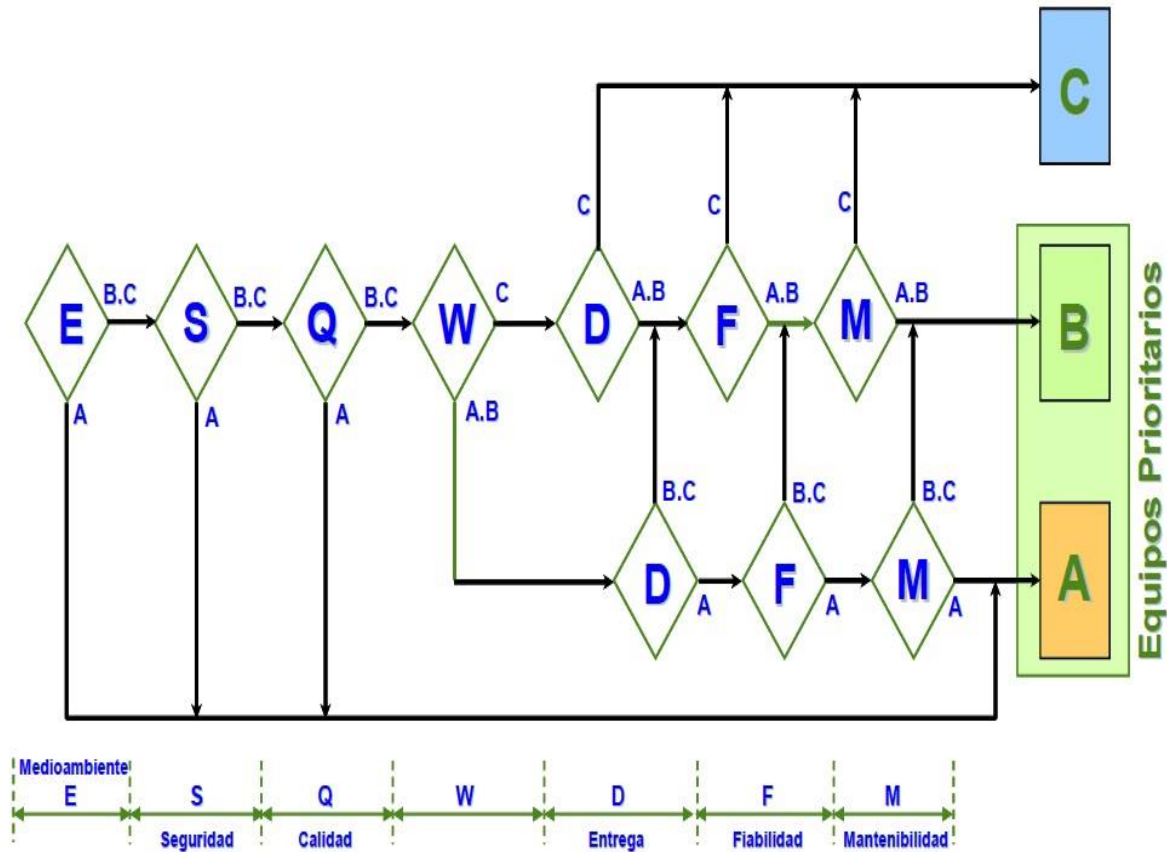 C
C
C
C
Equipos Prioritarios
E
B.C
S
B.C
Q
B.C
W
C
D
A.B
F
A.B
M
A.B
B
A
A
A
A.B
B.C
B.C
B.C
D
A
F
A
M
A
A
Medioambiente
E S Q W D F M
Seguridad Calidad Entrega Fiabilidad Mantenibilidad